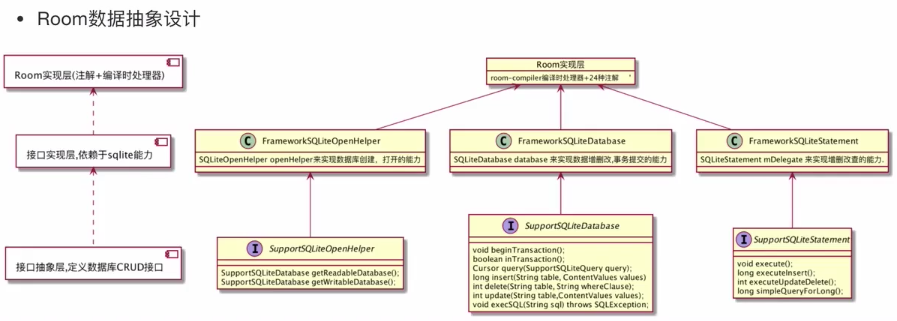 Room数据抽象设计
Room实现层(注解+编译时处理器)
接口实现层,依赖于sqlite能力
接口抽象层,定义数据库CRUD接口
Room实现层
room-compiler编译时处理器+24种注解
C FrameworkSQLiteOpenHelper
SQLiteOpenHelper openHelper来实现数据库创建，打开的能力
C FrameworkSQLiteDatabase
SQLiteDatabase database 来实现数据增删改,事务提交的能力
C FrameworkSQLiteStatement
SQLiteStatement mDelegate 来实现增删改查的能力.
I SupportSQLiteOpenHelper
SupportSQLiteDatabase getReadableDatabase();
SupportSQLiteDatabase getWritableDatabase();
I SupportSQLiteDatabase
void beginTransaction();
boolean inTransaction();
Cursor query(SupportSQLiteQuery query);
long insert(String table, ContentValues values)
int delete(String table, String whereClause);
int update(String table,ContentValues values);
void execSQL(String sql) throws SQLException;
I SupportSQLiteStatement
void execute();
long executeInsert();
int executeUpdateDelete();
long simpleQueryForLong();